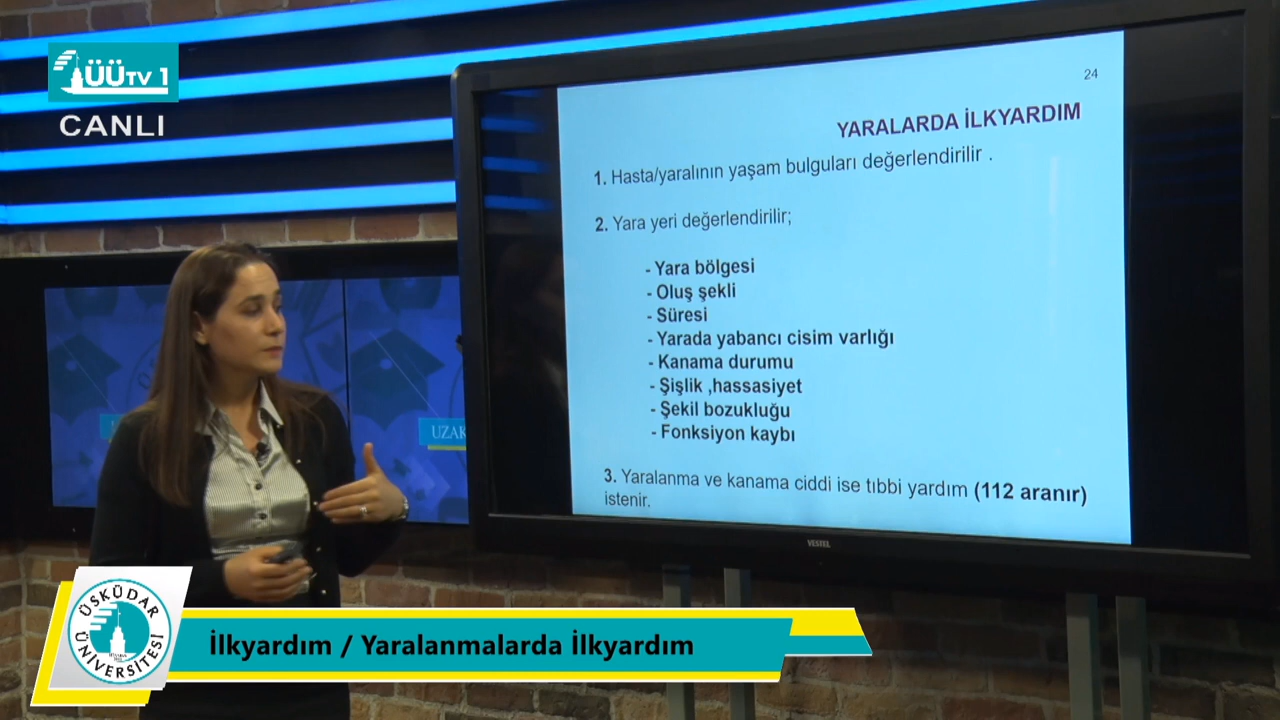 ÜÜTV 1
CANLI
24
YARALARDA İLKYARDIM
1. Hasta/yaralının yaşam bulguları değerlendirilir .
2. Yara yeri değerlendirilir;
- Yara bölgesi
- Oluş şekli
- Süresi
- Yarada yabancı cisim varlığı
- Kanama durumu
- Şişlik ,hassasiyet
- Şekil bozukluğu
- Fonksiyon kaybı
3. Yaralanma ve kanama ciddi ise tıbbi yardım (112 aranır)
istenir.
VESTEL
UZAK
ÜSKÜDAR
ÜNİVERSİTESİ
İlkyardım / Yaralanmalarda İlkyardım